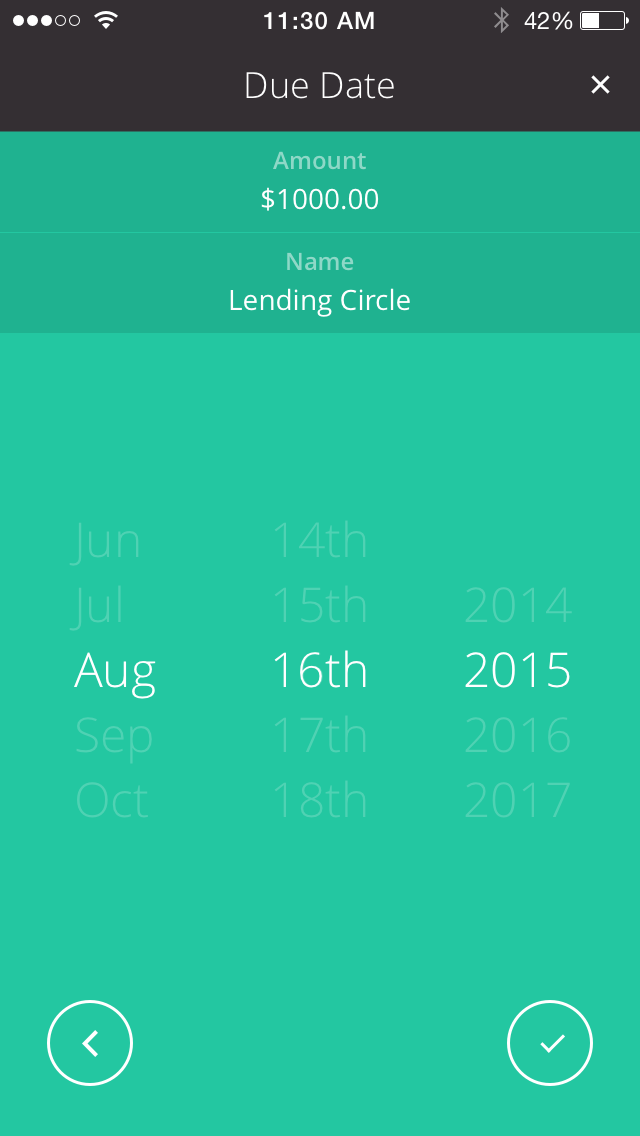 11:30 AM 42%
Due Date
Amount
$1000.00
Name
Lending Circle
Jun 14th
Jul 15th 2014
Aug 16th 2015
Sep 17th 2016
Oct 18th 2017